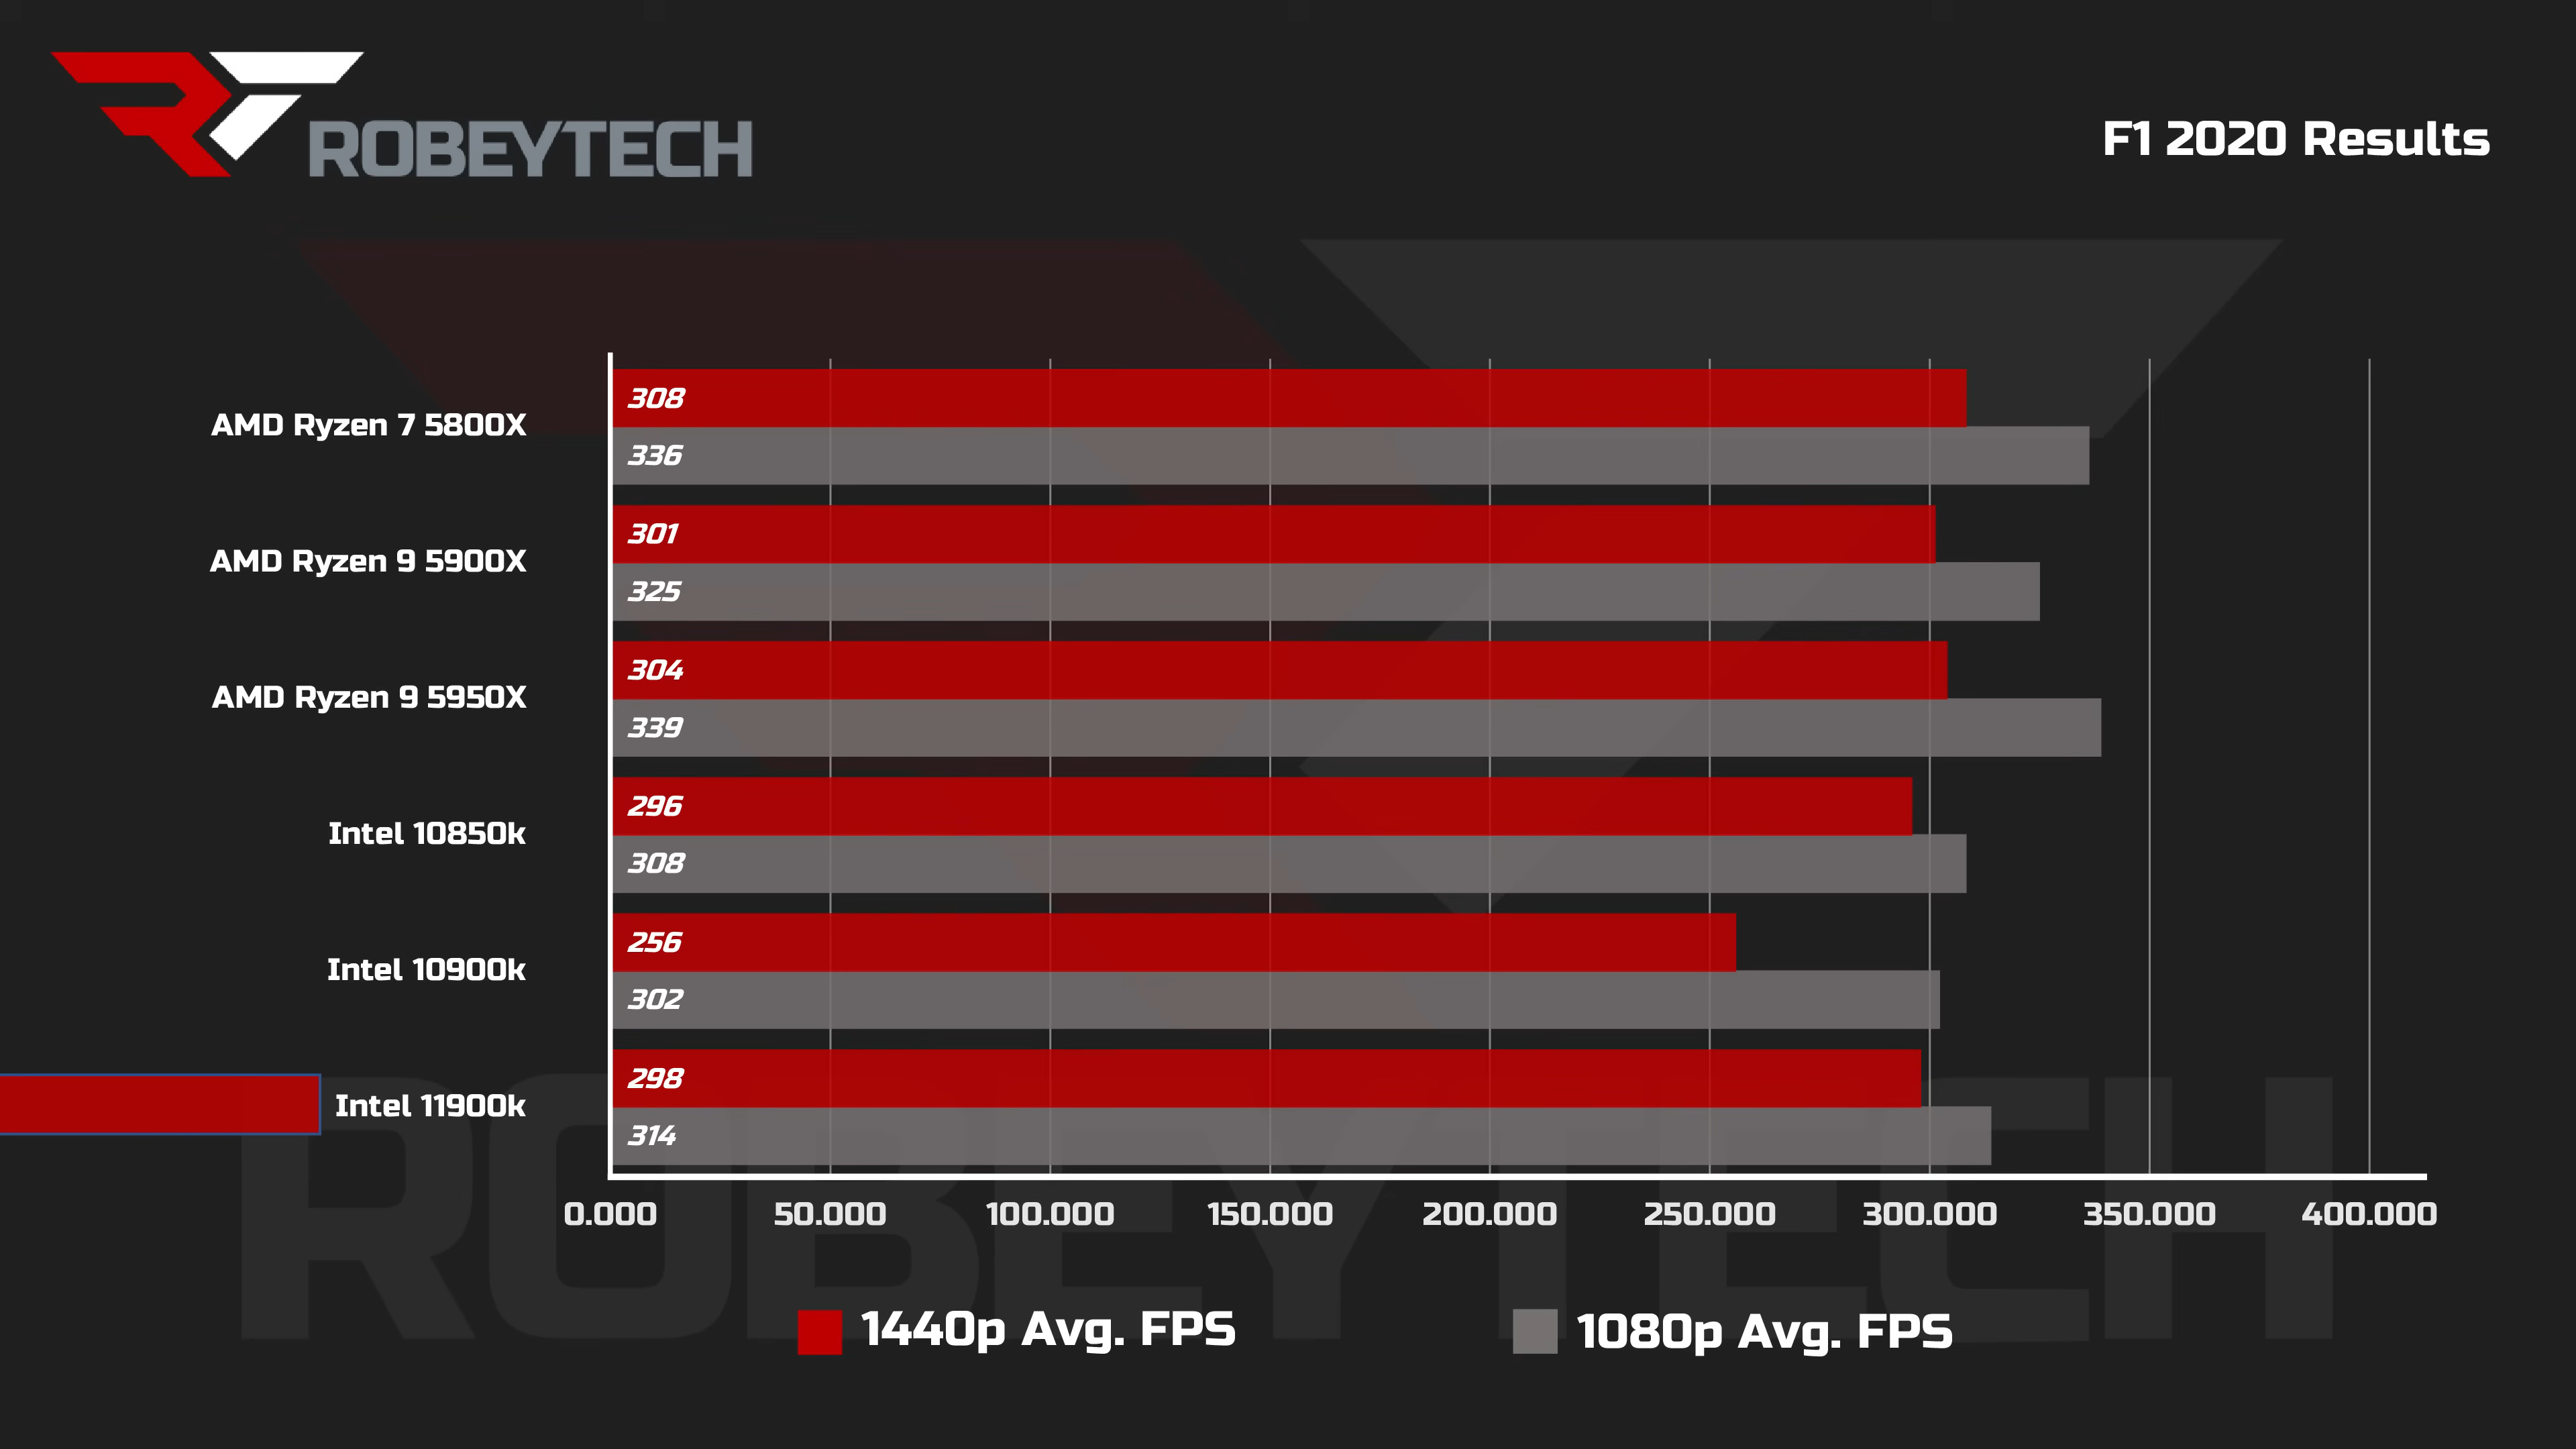 ROBEYTECH
F1 2020 Results
AMD Ryzen 7 5800X
308
336
AMD Ryzen 9 5900X
301
325
AMD Ryzen 9 5950X
304
339
Intel 10850k
296
308
Intel 10900k
256
302
Intel 11900k
298
314
0.000 50.000 100.000 150.000 200.000 250.000 300.000 350.000 400.000
1440p Avg. FPS 1080p Avg. FPS
ROBEYTECH